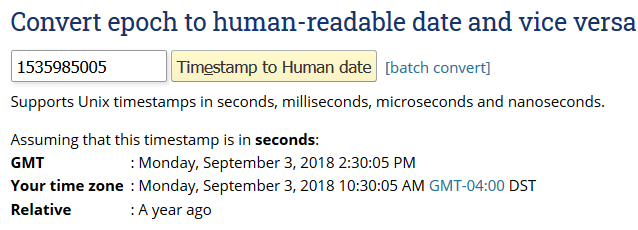 Convert epoch to human-readable date and vice versa
1535985005 Timestamp to Human date [batch convert]
Supports Unix timestamps in seconds, milliseconds, microseconds and nanoseconds.
Assuming that this timestamp is in seconds:
GMT : Monday, September 3, 2018 2:30:05 PM
Your time zone : Monday, September 3, 2018 10:30:05 AM GMT-04:00 DST
Relative : A year ago